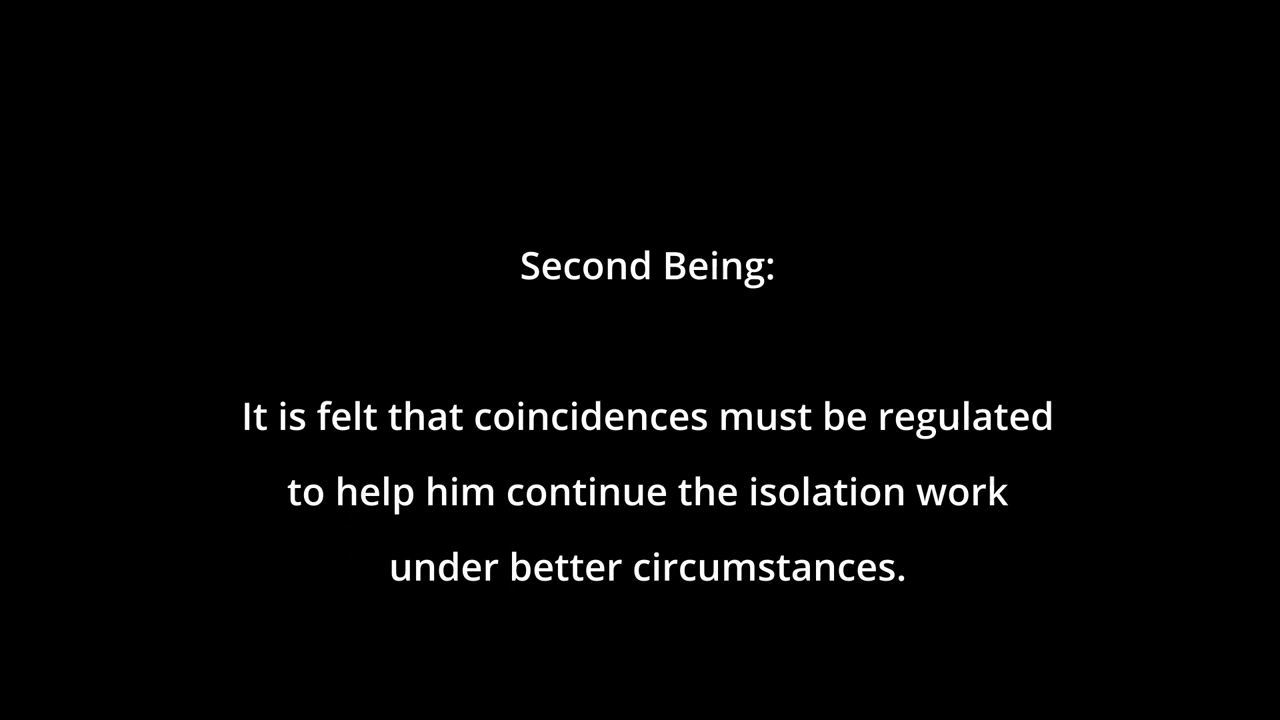 Second Being:
It is felt that coincidences must be regulated
to help him continue the isolation work
under better circumstances.